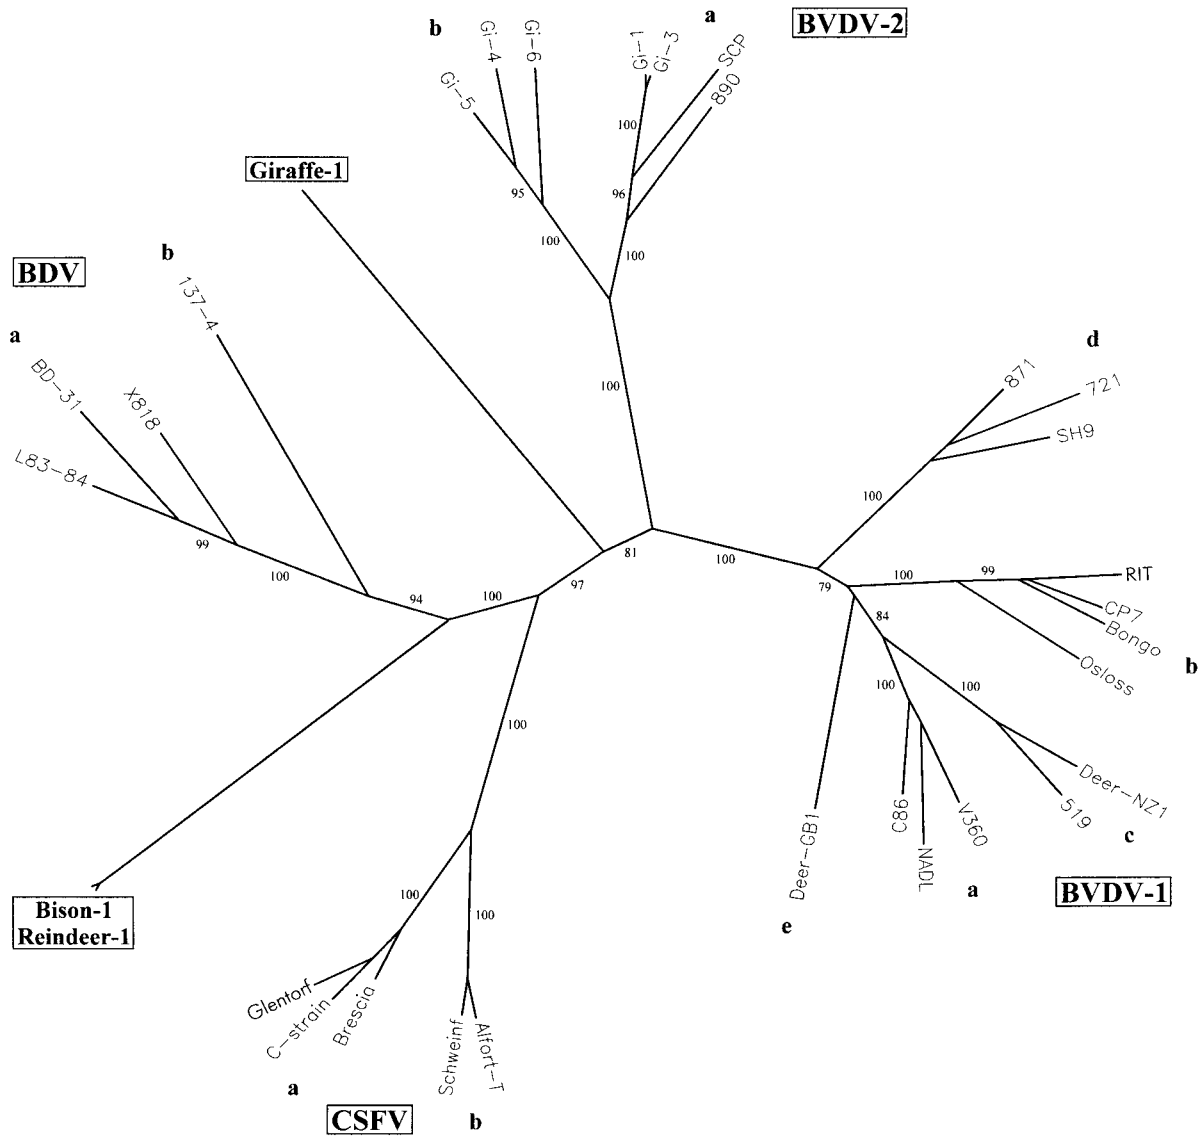 b
a
BVDV-2
Gi-5
Gi-4
Gi-6
Gi-1
Gi-3
SCP
890
100
96
100
95
100
100
Giraffe-1
BDV
b
137-4
a
BD-31
X818
L83-84
99
100
94
100
97
81
100
d
871
721
SH9
100
79
100
99
RIT
CP7
Bongo
Osloss
b
84
100
100
Deer-NZ1
519
c
C86
NADL
V360
a
Deer-GB1
e
BVDV-1
Bison-1
Reindeer-1
100
100
100
Glentorf
C-strain
Brescia
Schweinf
Alfort-T
a
CSFV
b